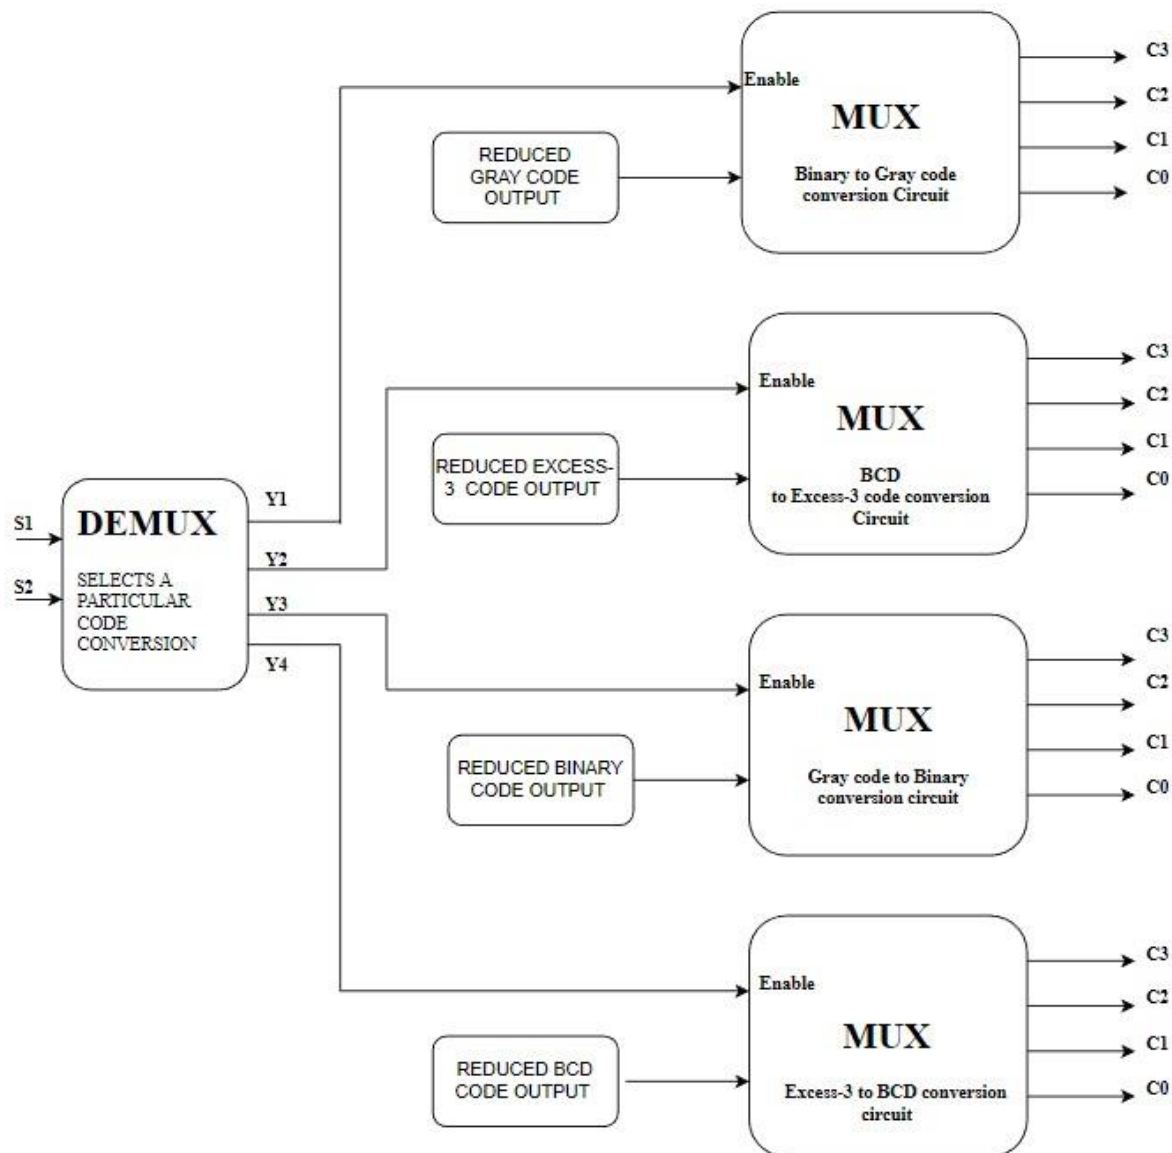 S1
S2
DEMUX
SELECTS A
PARTICULAR
CODE
CONVERSION
Y1
Y2
Y3
Y4
REDUCED
GRAY CODE
OUTPUT
Enable
MUX
Binary to Gray code
conversion Circuit
C3
C2
C1
C0
REDUCED EXCESS-
3 CODE OUTPUT
Enable
MUX
BCD
to Excess-3 code conversion
Circuit
C3
C2
C1
C0
REDUCED BINARY
CODE OUTPUT
Enable
MUX
Gray code to Binary
conversion circuit
C3
C2
C1
C0
REDUCED BCD
CODE OUTPUT
Enable
MUX
Excess-3 to BCD conversion
circuit
C3
C2
C1
C0